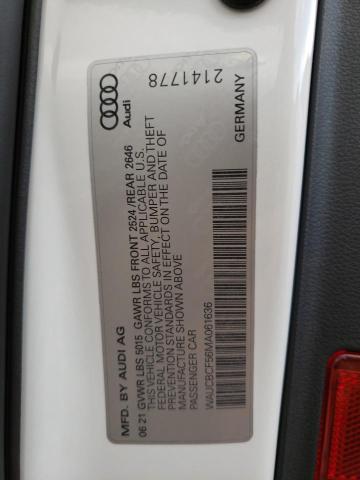 MFD. BY AUDI AG
06 21 GVWR LBS 5015 GAWR LBS FRONT 2524 /REAR 2646
THIS VEHICLE CONFORMS TO ALL APPLICABLE U.S.
FEDERAL MOTOR VEHICLE SAFETY, BUMPER AND THEFT
PREVENTION STANDARDS IN EFFECT ON THE DATE OF
MANUFACTURE SHOWN ABOVE
PASSENGER CAR
WAUCBCF56MA061636
GERMANY
Audi
2141778